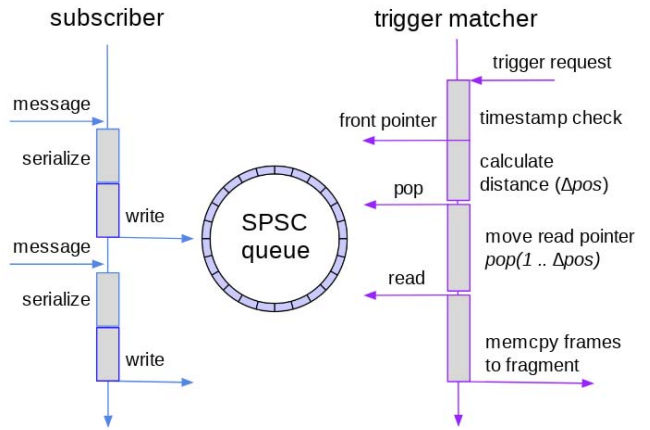 subscriber
message
serialize
write
message
serialize
write
SPSC
queue
trigger matcher
trigger request
timestamp check
front pointer
calculate
distance (Δpos)
pop
move read pointer
pop(1 .. Δpos)
read
memcpy frames
to fragment